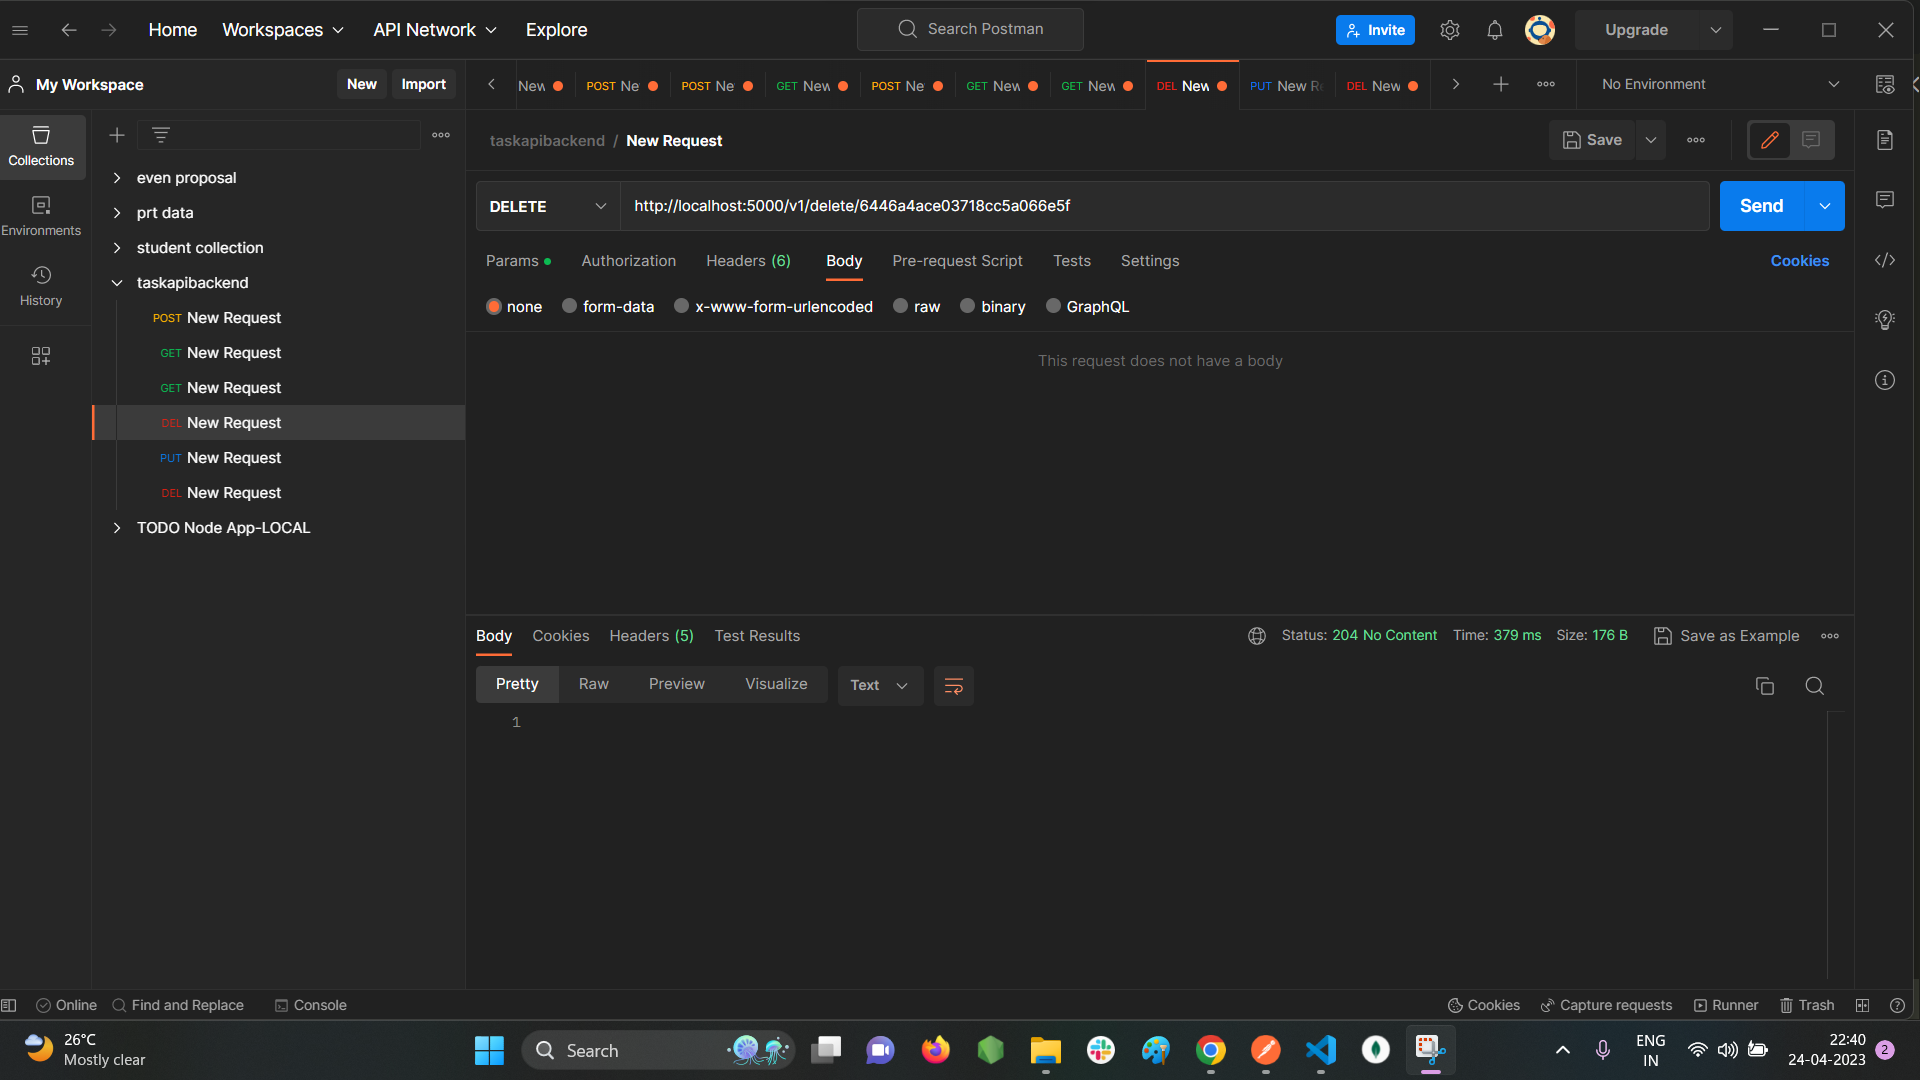 Home Workspaces API Network Explore Search Postman Invite Upgrade
My Workspace New Import
New POST Ne POST Ne GET New POST Ne GET New GET New DEL New PUT New Re DEL New No Environment
Collections
Environments
History
even proposal
prt data
student collection
taskapibackend
POST New Request
GET New Request
GET New Request
DEL New Request
PUT New Request
DEL New Request
TODO Node App-LOCAL
taskapibackend / New Request Save
DELETE http://localhost:5000/v1/delete/6446a4ace03718cc5a066e5f Send
Params Authorization Headers (6) Body Pre-request Script Tests Settings Cookies
none form-data x-www-form-urlencoded raw binary GraphQL
This request does not have a body
Body Cookies Headers (5) Test Results Status: 204 No Content Time: 379 ms Size: 176 B Save as Example
Pretty Raw Preview Visualize Text
1
Online Find and Replace Console Cookies Capture requests Runner Trash
26°C
Mostly clear
Search
ENG
IN
22:40
24-04-2023
2